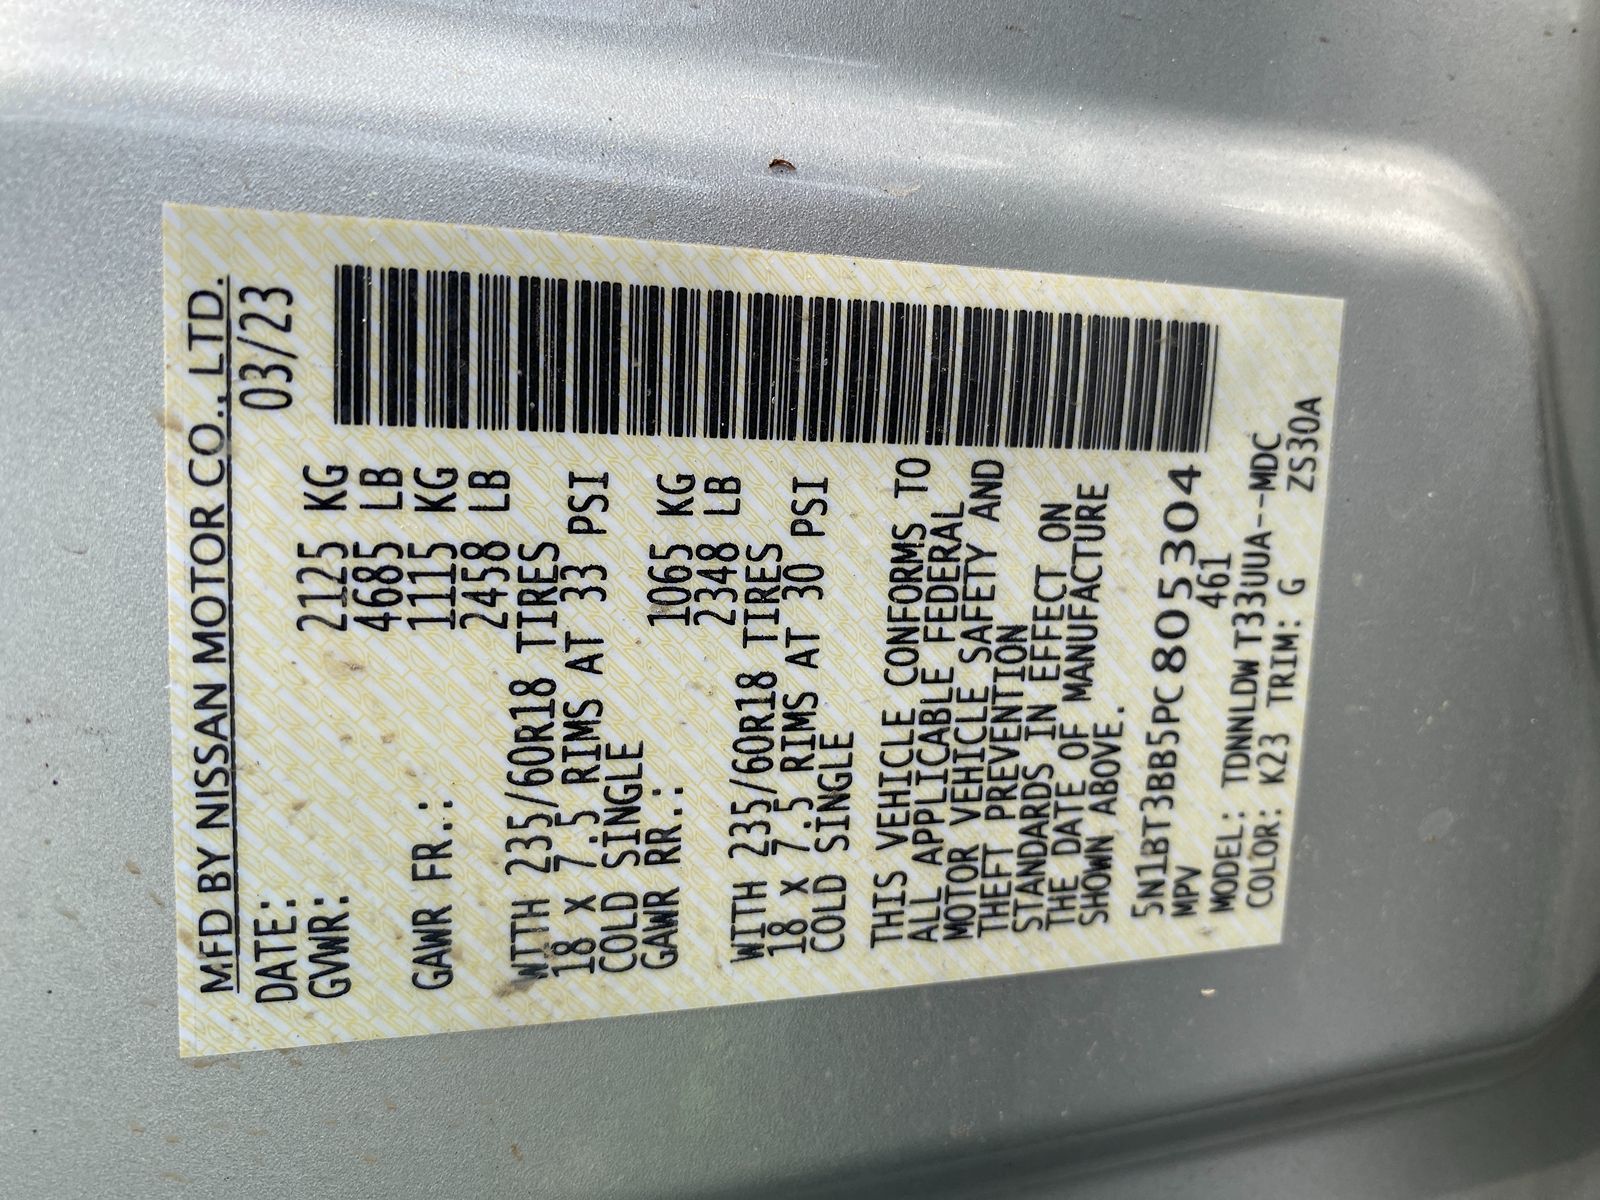 MFD BY NISSAN MOTOR CO., LTD.
DATE: 03/23
GVWR: 2125 KG
4685 LB
GAWR FR.: 1115 KG
2458 LB
WITH 235/60R18 TIRES
18 X 7.5 RIMS AT 33 PSI
COLD SINGLE
GAWR RR.: 1065 KG
2348 LB
WITH 235/60R18 TIRES
18 X 7.5 RIMS AT 30 PSI
COLD SINGLE
THIS VEHICLE CONFORMS TO
ALL APPLICABLE FEDERAL
MOTOR VEHICLE SAFETY AND
THEFT PREVENTION
STANDARDS IN EFFECT ON
THE DATE OF MANUFACTURE
SHOWN ABOVE.
5N1BT3BB5PC805304
MPV 461
MODEL: TDNNLDW T33UUA--MDC
COLOR: K23 TRIM: G ZS30A